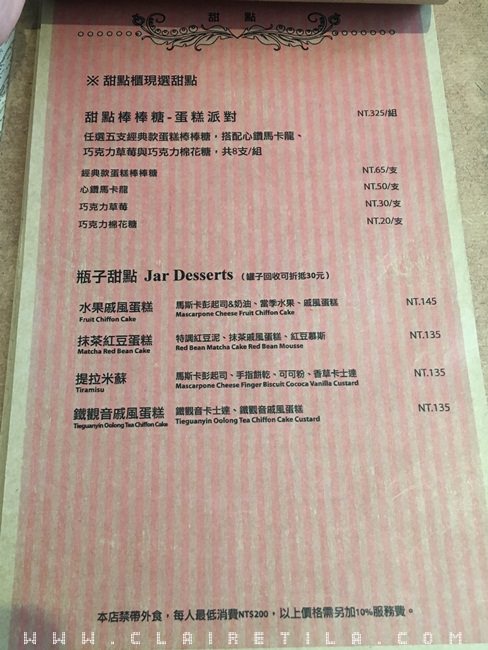 甜點
※ 甜點櫃現選甜點
甜點棒棒糖-蛋糕派對 NT.325/組
任選五支經典款蛋糕棒棒糖，搭配心鑽馬卡龍、
巧克力草莓與巧克力棉花糖，共8支/組
經典款蛋糕棒棒糖 NT.65/支
心鑽馬卡龍 NT.50/支
巧克力草莓 NT.30/支
巧克力棉花糖 NT.20/支
瓶子甜點 Jar Desserts （罐子回收可折抵30元）
水果戚風蛋糕 馬斯卡彭起司&奶油、當季水果、戚風蛋糕 NT.145
Fruit Chiffon Cake Mascarpone Cheese Fruit Chiffon Cake
抹茶紅豆蛋糕 特調紅豆泥、抹茶戚風蛋糕、紅豆慕斯 NT.135
Matcha Red Bean Cake Red Bean Matcha Cake Red Bean Mousse
提拉米蘇 馬斯卡彭起司、手指餅乾、可可粉、香草卡士達 NT.135
Tiramisu Mascarpone Cheese Finger Biscuit Cococa Vanilla Custard
鐵觀音戚風蛋糕 鐵觀音卡士達、鐵觀音戚風蛋糕 NT.135
Tieguanyin Oolong Tea Chiffon Cake Tieguanyin Oolong Tea Chiffon Cake Custard
本店禁帶外食，每人最低消費NT$200，以上價格需另加10%服務費。
WWW.CLAIRETILA.COM